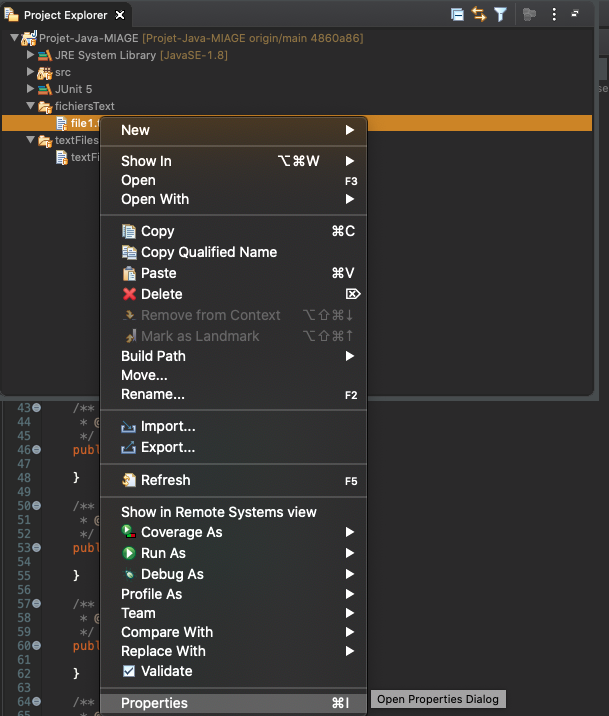 Project Explorer
Projet-Java-MIAGE [Projet-Java-MIAGE origin/main 4860a86]
JRE System Library [JavaSE-1.8]
src
JUnit 5
fichiersText
file1.t
textFiles
textFi
New
Show In ⌥⌘W
Open F3
Open With
Copy ⌘C
Copy Qualified Name
Paste ⌘V
Delete ⌦
Remove from Context ⌥⇧⌘↓
Mark as Landmark ⌥⇧⌘↑
Build Path
Move...
Rename... F2
Import...
Export...
Refresh F5
Show in Remote Systems view
Coverage As
Run As
Debug As
Profile As
Team
Compare With
Replace With
Validate
Properties ⌘I
Open Properties Dialog
43 /**
44 * @
45 */
46 publ
47
48 }
49
50 /**
51 * @
52 */
53 publ
54
55 }
56
57 /**
58 * @
59 */
60 publ
61
62 }
63
64 /**